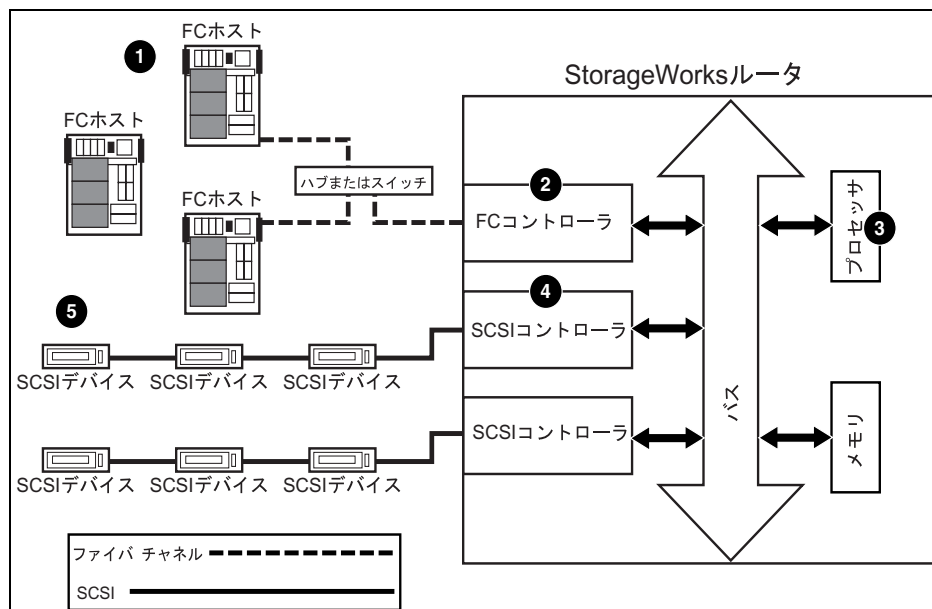 FCホスト
1
StorageWorksルータ
FCホスト
ハブまたはスイッチ
2
FCホスト
FCコントローラ
プロセッサ
3
4
5
SCSIコントローラ
SCSIデバイス
SCSIデバイス
SCSIデバイス
バス
SCSIコントローラ
メモリ
SCSIデバイス
SCSIデバイス
SCSIデバイス
ファイバ チャネル
SCSI